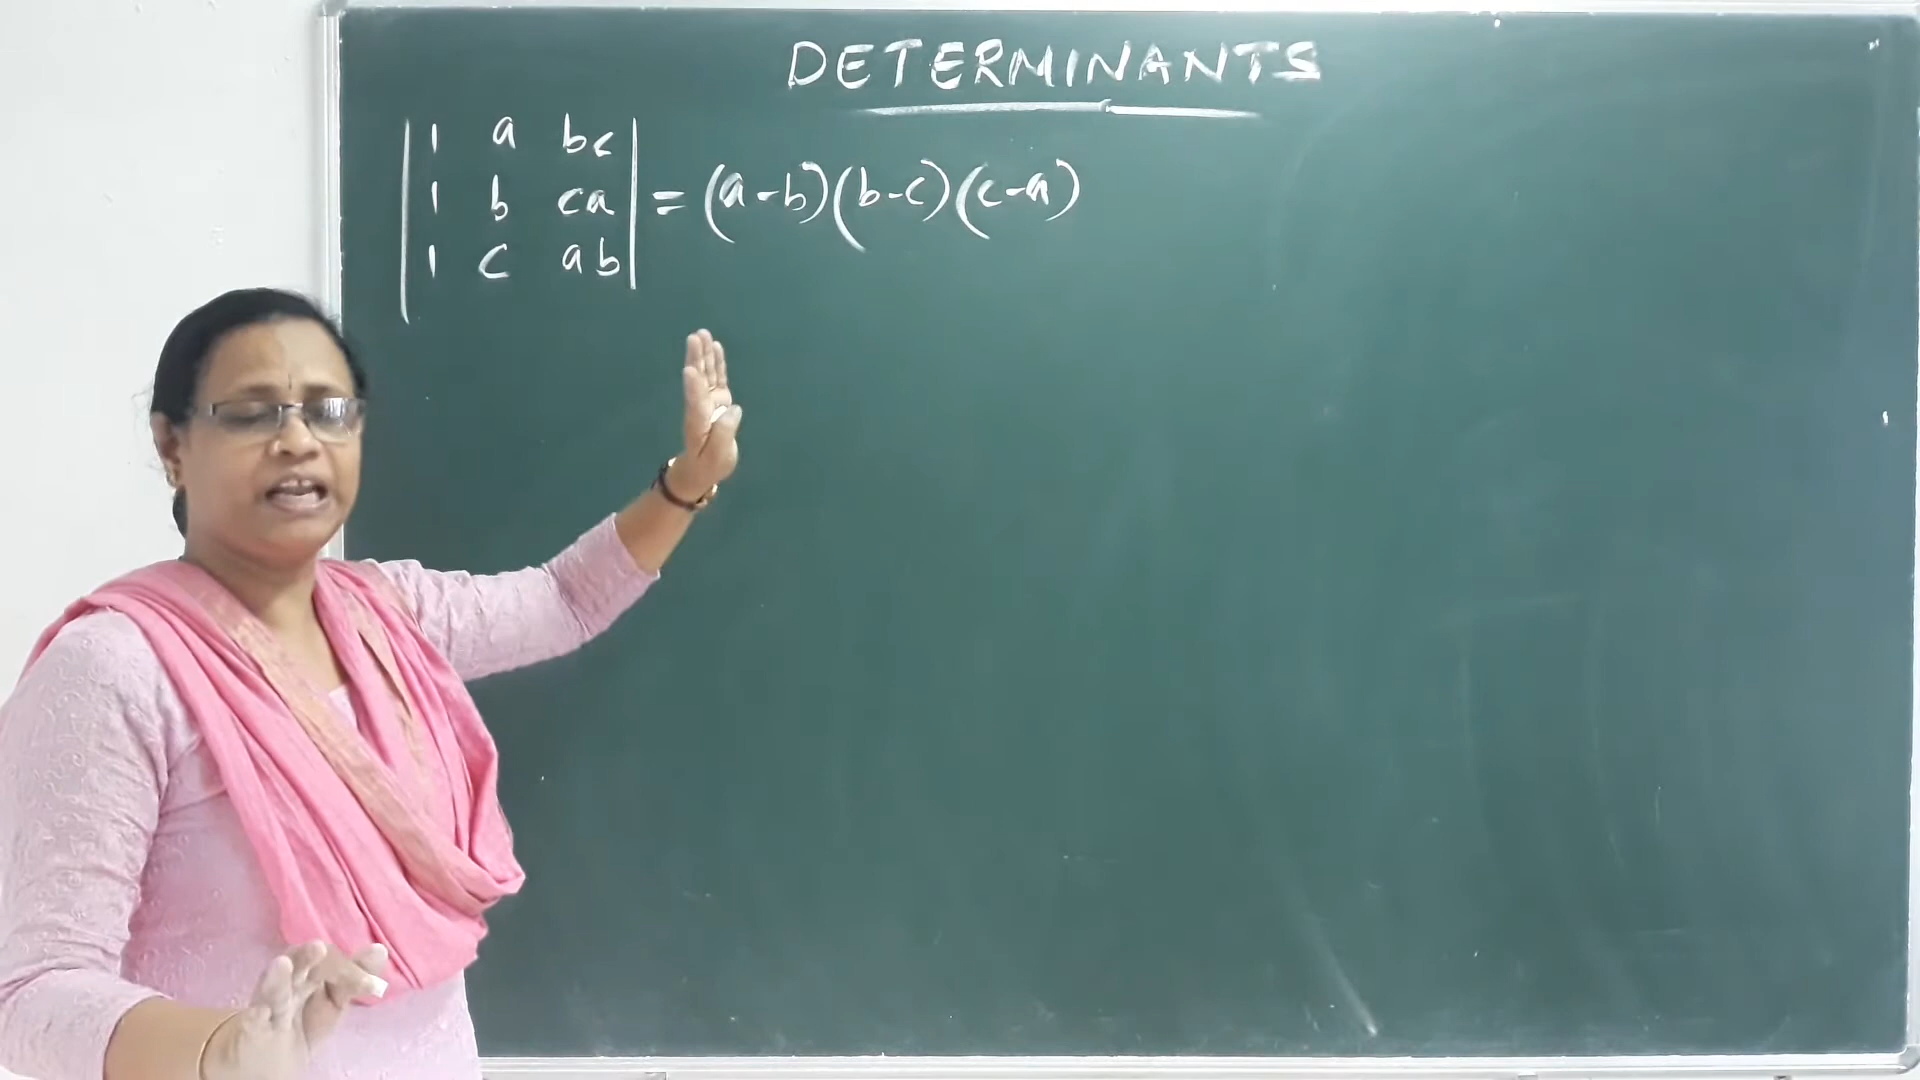 DETERMINANTS
| 1 a bc |
| 1 b ca | = (a-b)(b-c)(c-a)
| 1 c ab |